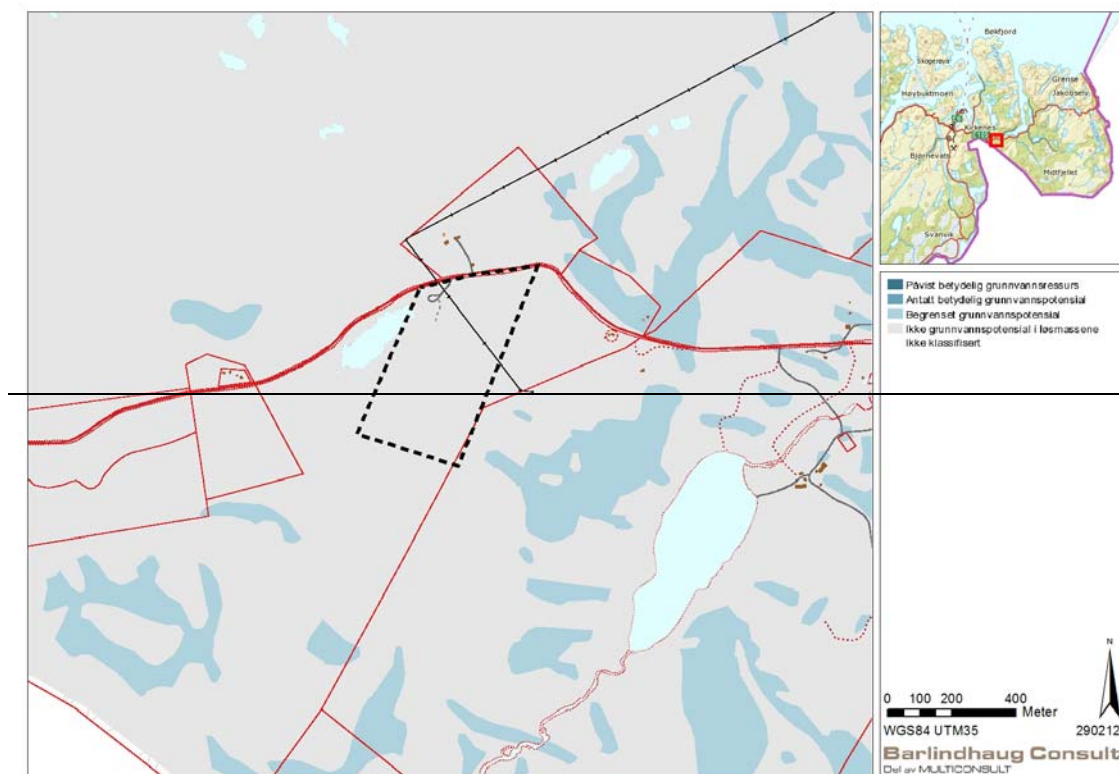 Bøkfjord
Skogerøya
Grense
Jakobselv
Høybuktmoen
Kirkenes
Bjørnevatn
Midtfjellet
Svanvik
Påvist betydelig grunnvannsressurs
Antatt betydelig grunnvannspotensial
Begrenset grunnvannspotensial
Ikke grunnvannspotensial i løsmassene
Ikke klassifisert
N
0 100 200 400
Meter
WGS84 UTM35 290212
Barlindhaug Consult
Del av MULTICONSULT